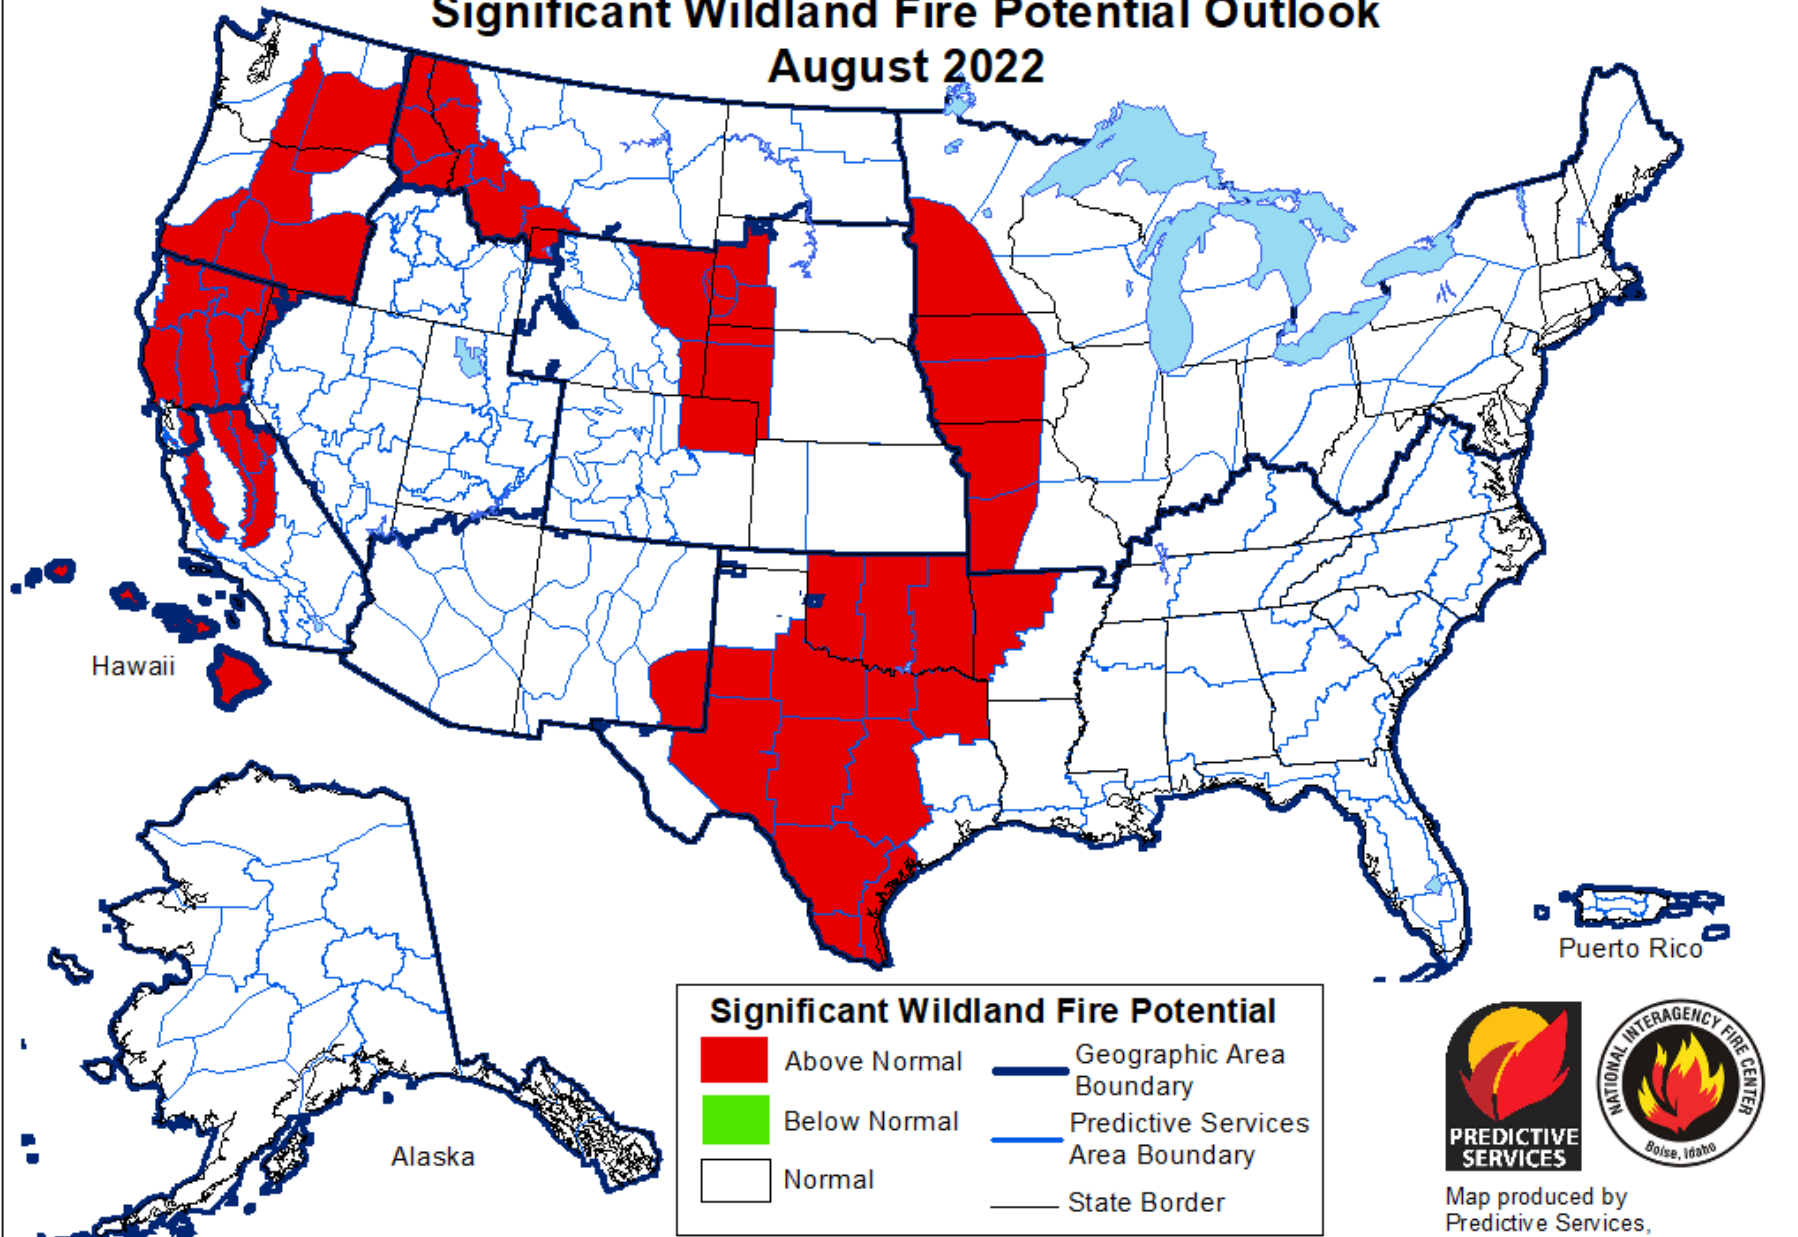 Significant Wildland Fire Potential Outlook
August 2022
Hawaii
Alaska
Puerto Rico
Significant Wildland Fire Potential
Above Normal
Below Normal
Normal
Geographic Area
Boundary
Predictive Services
Area Boundary
State Border
PREDICTIVE
SERVICES
NATIONAL INTERAGENCY FIRE CENTER
Boise, Idaho
Map produced by
Predictive Services,